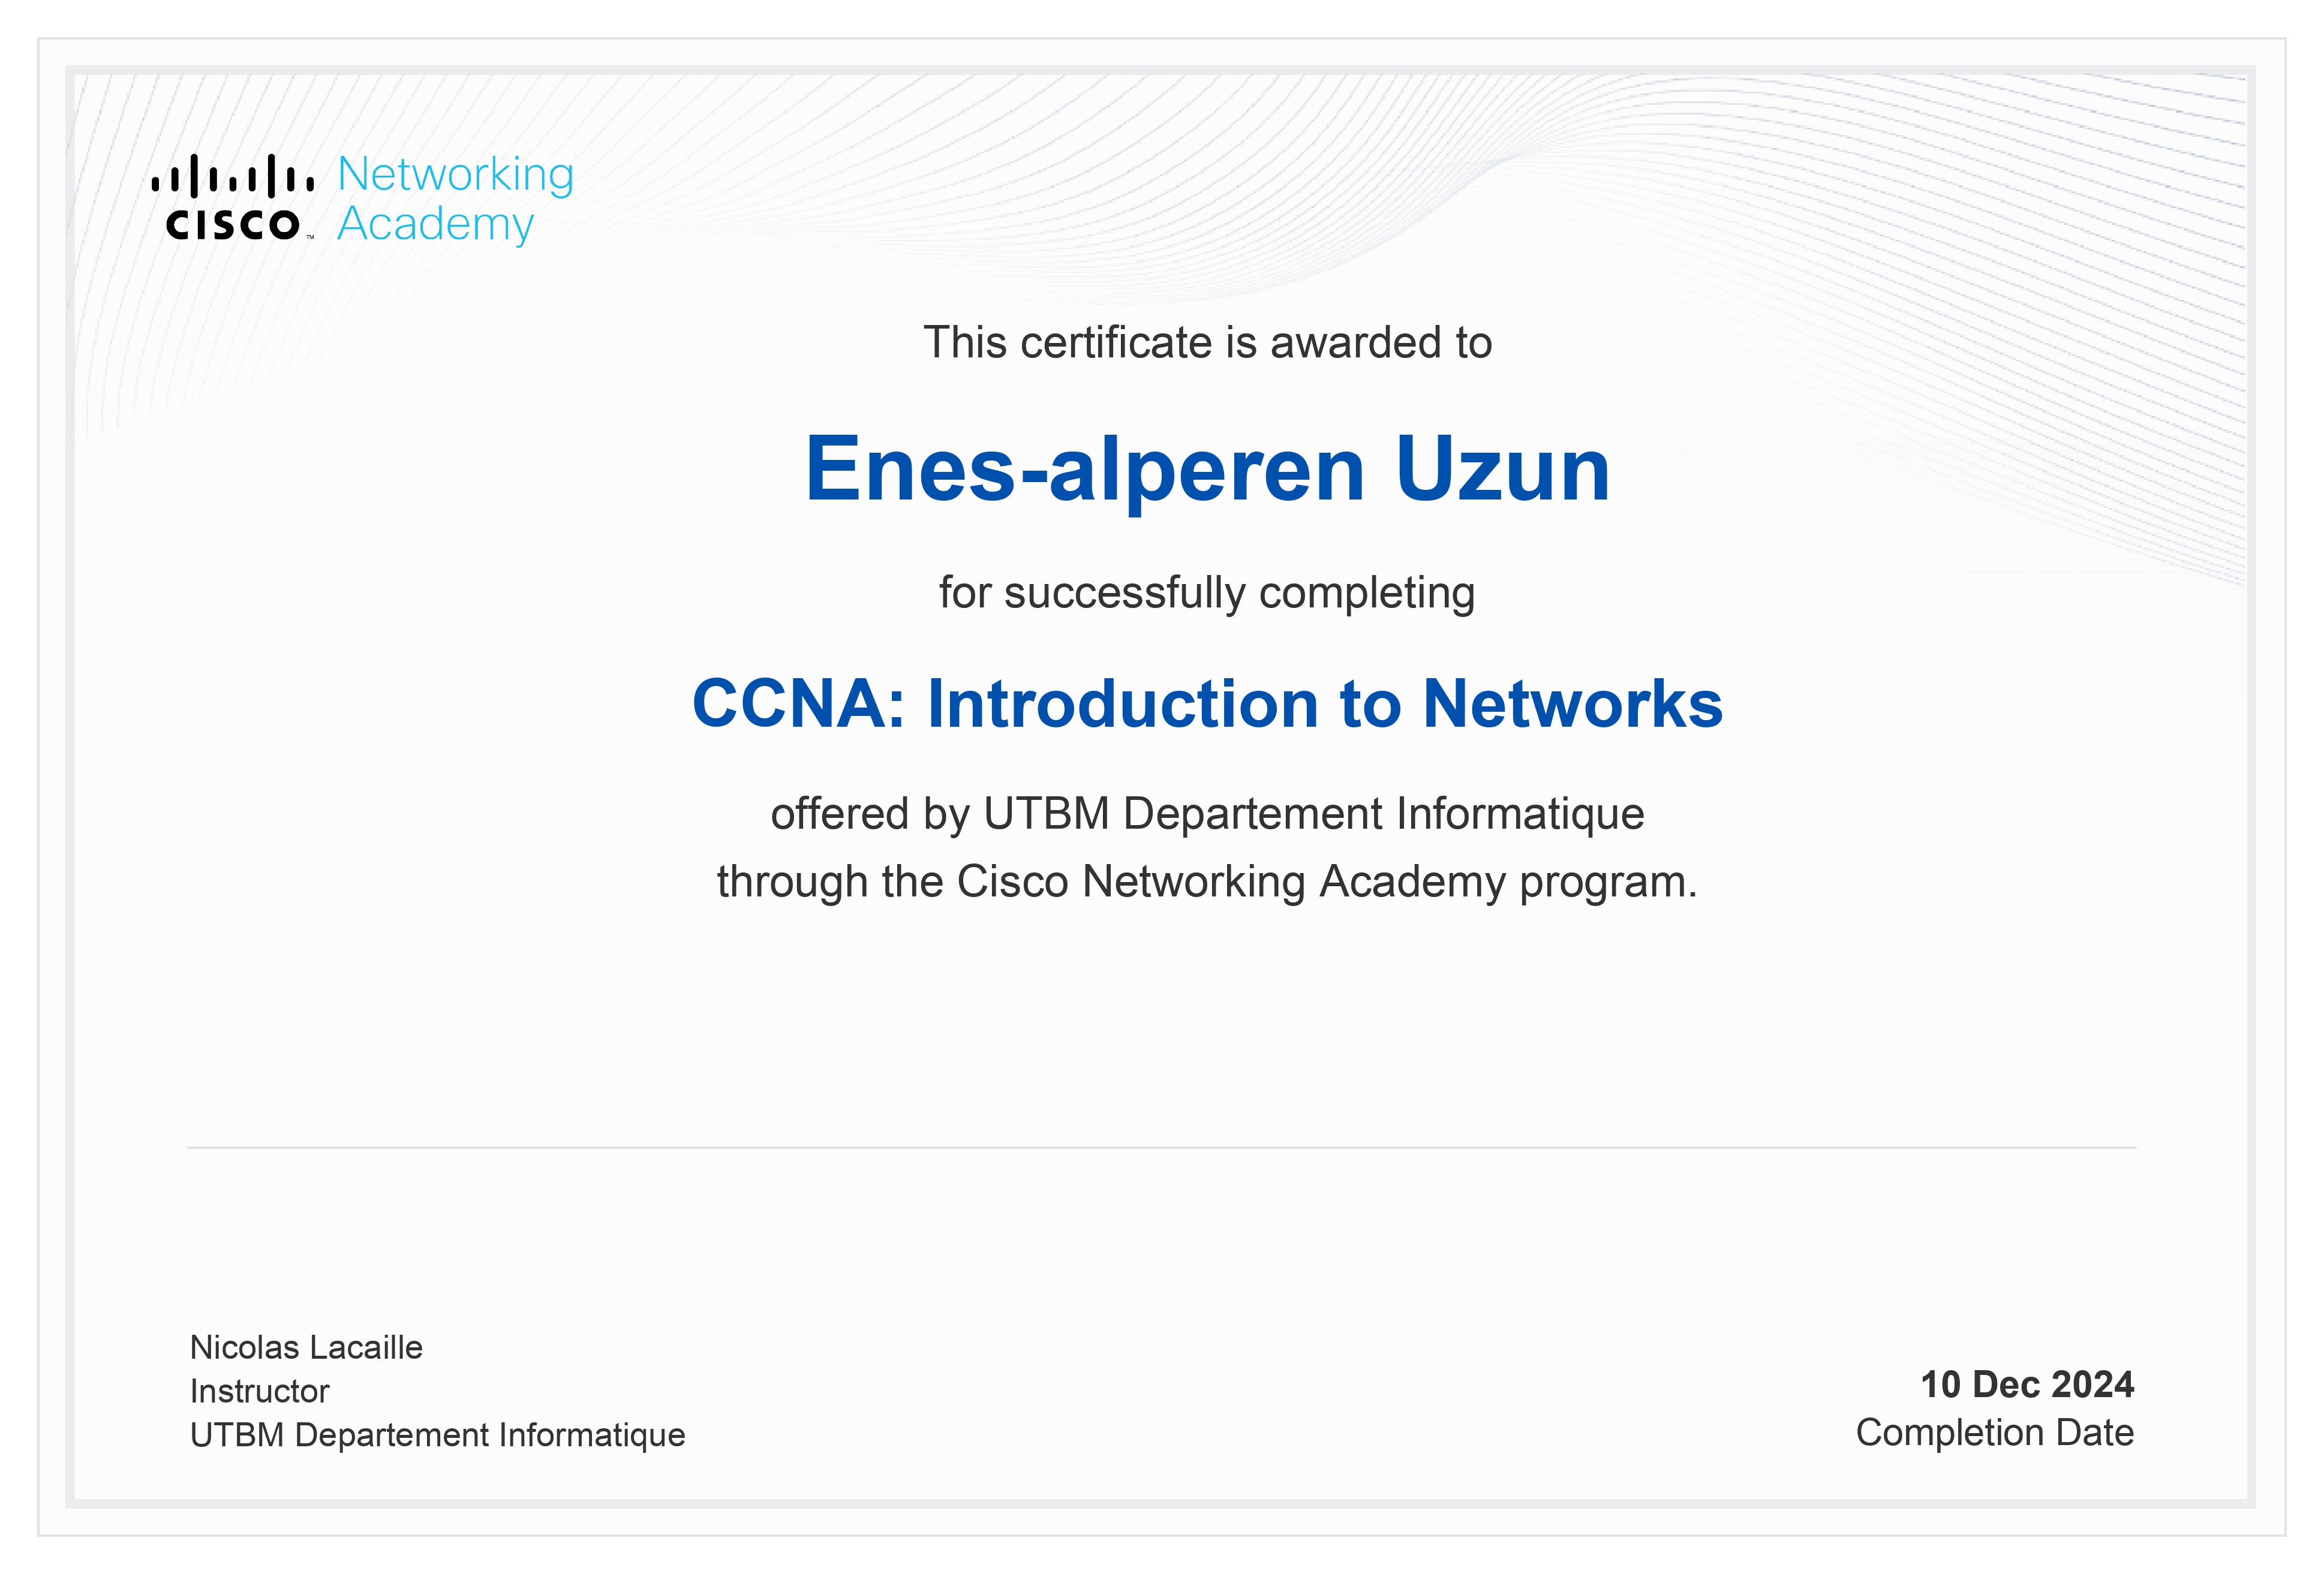 Networking
Academy
CISCO™
This certificate is awarded to
Enes-alperen Uzun
for successfully completing
CCNA: Introduction to Networks
offered by UTBM Departement Informatique
through the Cisco Networking Academy program.
Nicolas Lacaille
Instructor
UTBM Departement Informatique
10 Dec 2024
Completion Date